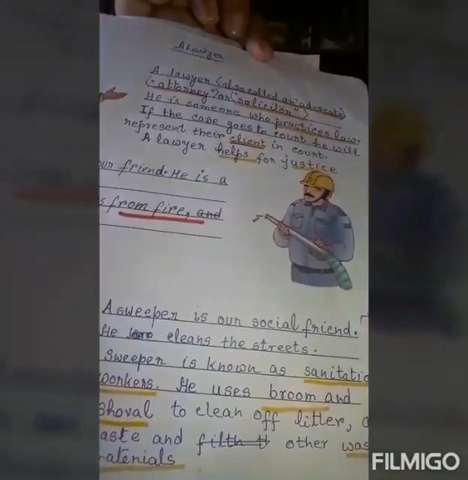 A lawyer
A lawyer (also called an "advocate",
"attorney" or "solicitor")
He is someone who practices law.
If the case goes to court he will
represent their client in court.
A lawyer helps for justice
our friend. He is a
from fire, and
A sweeper is our social friend.
He cleans the streets.
sweeper is known as sanitatio
workers. He uses broom and
shoval to clean off litter,
aste and filth other was
aterials
FILMIGO